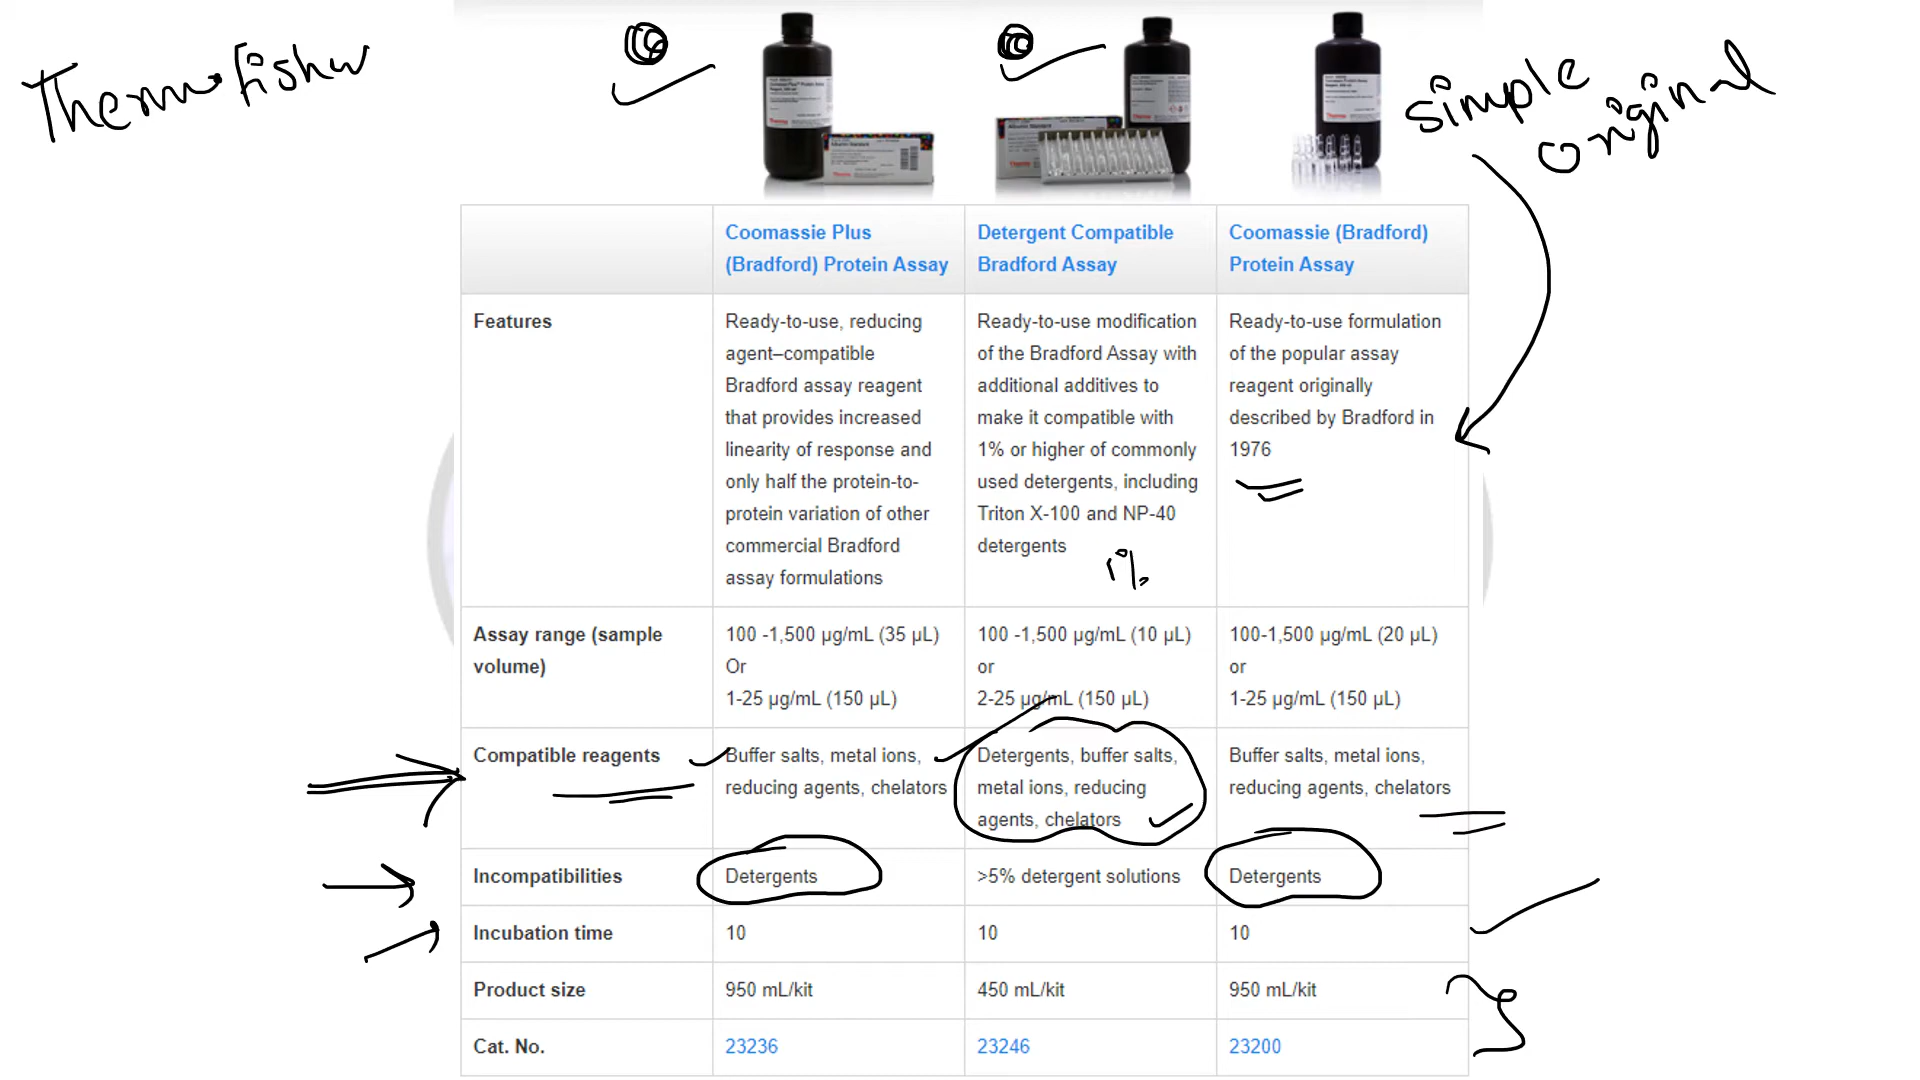 Thermo Fisher
simple
original
Coomassie Plus
(Bradford) Protein Assay
Detergent Compatible
Bradford Assay
Coomassie (Bradford)
Protein Assay
Features
Ready-to-use, reducing
agent–compatible
Bradford assay reagent
that provides increased
linearity of response and
only half the protein-to-
protein variation of other
commercial Bradford
assay formulations
Ready-to-use modification
of the Bradford Assay with
additional additives to
make it compatible with
1% or higher of commonly
used detergents, including
Triton X-100 and NP-40
detergents
1%
Ready-to-use formulation
of the popular assay
reagent originally
described by Bradford in
1976
Assay range (sample
volume)
100 -1,500 µg/mL (35 µL)
Or
1-25 µg/mL (150 µL)
100 -1,500 µg/mL (10 µL)
or
2-25 µg/mL (150 µL)
100-1,500 µg/mL (20 µL)
or
1-25 µg/mL (150 µL)
Compatible reagents
Buffer salts, metal ions,
reducing agents, chelators
Detergents, buffer salts,
metal ions, reducing
agents, chelators
Buffer salts, metal ions,
reducing agents, chelators
Incompatibilities
Detergents
>5% detergent solutions
Detergents
Incubation time
10
10
10
Product size
950 mL/kit
450 mL/kit
950 mL/kit
Cat. No.
23236
23246
23200